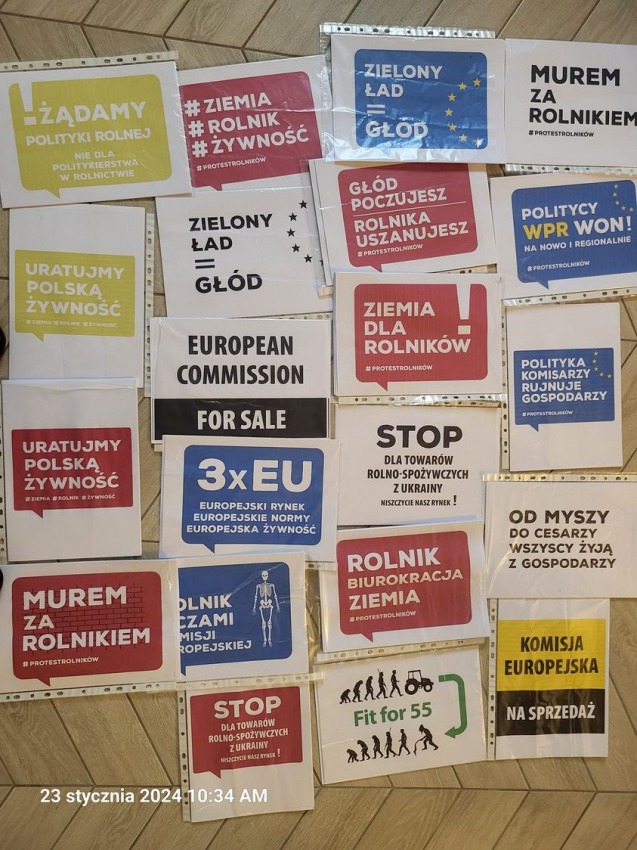 !ŻĄDAMY
POLITYKI ROLNEJ
NIE DLA
POLITYKIERSTWA
W ROLNICTWIE
# ZIEMIA
# ROLNIK
# ŻYWNOŚĆ
#PROTESTROLNIKÓW
ZIELONY
ŁAD
=
GŁÓD
MUREM
ZA
ROLNIKIEM
#PROTESTROLNIKÓW
URATUJMY
POLSKĄ
ŻYWNOŚĆ
# ZIEMIA # ROLNIK # ŻYWNOŚĆ
ZIELONY
ŁAD
=
GŁÓD
GŁÓD
POCZUJESZ
ROLNIKA
USZANUJESZ
#PROTESTROLNIKÓW
POLITYCY
WPR WON!
NA NOWO I REGIONALNIE
#PROTESTROLNIKÓW
EUROPEAN
COMMISSION
FOR SALE
ZIEMIA
DLA
ROLNIKÓW!
#PROTESTROLNIKÓW
POLITYKA
KOMISARZY
RUJNUJE
GOSPODARZY
#PROTESTROLNIKÓW
URATUJMY
POLSKĄ
ŻYWNOŚĆ
# ZIEMIA # ROLNIK # ŻYWNOŚĆ
3xEU
EUROPEJSKI RYNEK
EUROPEJSKIE NORMY
EUROPEJSKA ŻYWNOŚĆ
STOP
DLA TOWARÓW
ROLNO-SPOŻYWCZYCH
Z UKRAINY
NISZCZYCIE NASZ RYNEK !
OD MYSZY
DO CESARZY
WSZYSCY ŻYJĄ
Z GOSPODARZY
MUREM
ZA
ROLNIKIEM
#PROTESTROLNIKÓW
OLNIK
CZAMI
MISJI
ROPEJSKIEJ
ROLNIK
BIUROKRACJA
ZIEMIA
#PROTESTROLNIKÓW
KOMISJA
EUROPEJSKA
NA SPRZEDAŻ
STOP
DLA TOWARÓW
ROLNO-SPOŻYWCZYCH
Z UKRAINY
NISZCZYCIE NASZ RYNEK !
Fit for 55
23 stycznia 2024 10:34 AM